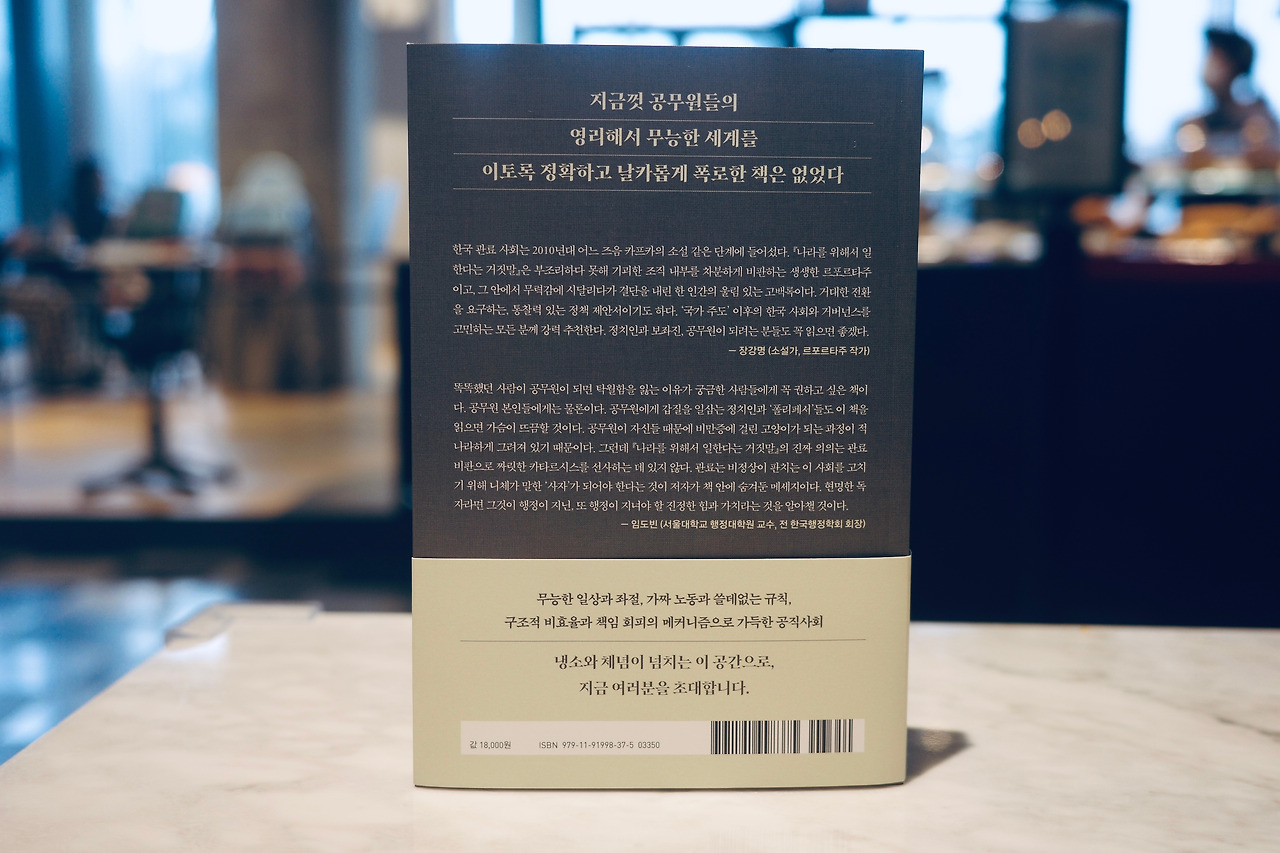 지금껏 공무원들의
영리해서 무능한 세계를
이토록 정확하고 날카롭게 폭로한 책은 없었다
한국 관료 사회는 2010년대 어느 즈음 카프카의 소설 같은 단계에 들어섰다. 『나라를 위해서 일
한다는 거짓말』은 부조리하다 못해 기괴한 조직 내부를 차분하게 비판하는 생생한 르포르타주
이고, 그 안에서 무력감에 시달리다가 결단을 내린 한 인간의 울림 있는 고백록이다. 거대한 전환
을 요구하는, 통찰력 있는 정책 제안서이기도 하다. ‘국가 주도’ 이후의 한국 사회와 거버넌스를
고민하는 모든 분께 강력 추천한다. 정치인과 보좌진, 공무원이 되려는 분들도 꼭 읽으면 좋겠다.
— 장강명 (소설가, 르포르타주 작가)
똑똑했던 사람이 공무원이 되면 탁월함을 잃는 이유가 궁금한 사람들에게 꼭 권하고 싶은 책이
다. 공무원 본인들에게는 물론이다. 공무원에게 갑질을 일삼는 정치인과 ‘폴리페서’들도 이 책을
읽으면 가슴이 뜨끔할 것이다. 공무원이 자신들 때문에 비만증에 걸린 고양이가 되는 과정이 적
나라하게 그려져 있기 때문이다. 그런데 『나라를 위해서 일한다는 거짓말』의 진짜 의의는 관료
비판으로 짜릿한 카타르시스를 선사하는 데 있지 않다. 관료는 비정상이 판치는 이 사회를 고치
기 위해 니체가 말한 ‘사자’가 되어야 한다는 것이 저자가 책 안에 숨겨둔 메세지이다. 현명한 독
자라면 그것이 행정이 지닌, 또 행정이 지녀야 할 진정한 힘과 가치라는 것을 알아챌 것이다.
— 임도빈 (서울대학교 행정대학원 교수, 전 한국행정학회 회장)
무능한 일상과 좌절, 가짜 노동과 쓸데없는 규칙,
구조적 비효율과 책임 회피의 메커니즘으로 가득한 공직사회
냉소와 체념이 넘치는 이 공간으로,
지금 여러분을 초대합니다.
값 18,000원 ISBN 979-11-91998-37-5 03350